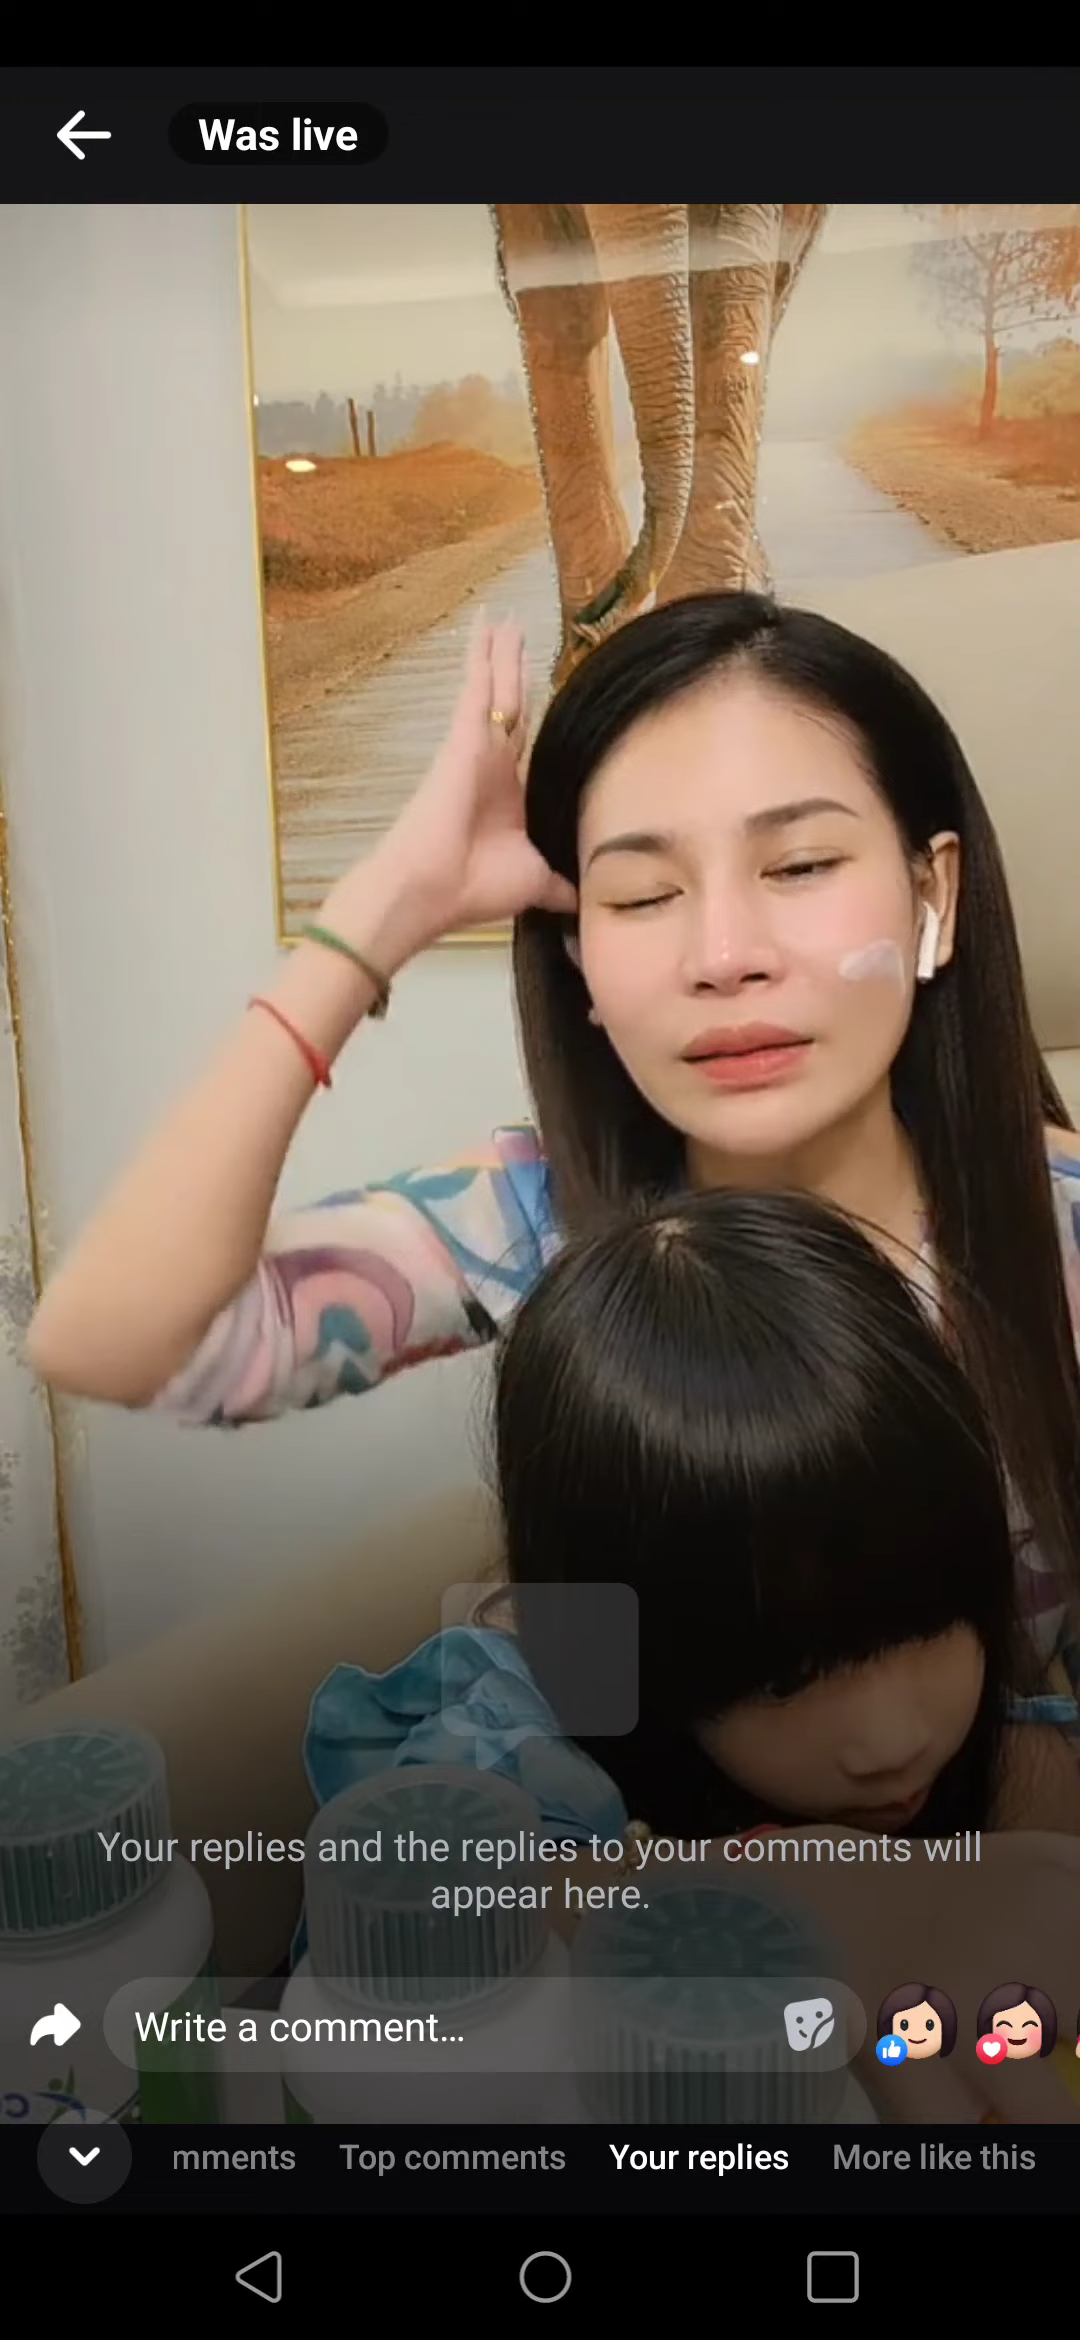 Was live
Your replies and the replies to your comments will
appear here.
Write a comment...
mments Top comments Your replies More like this